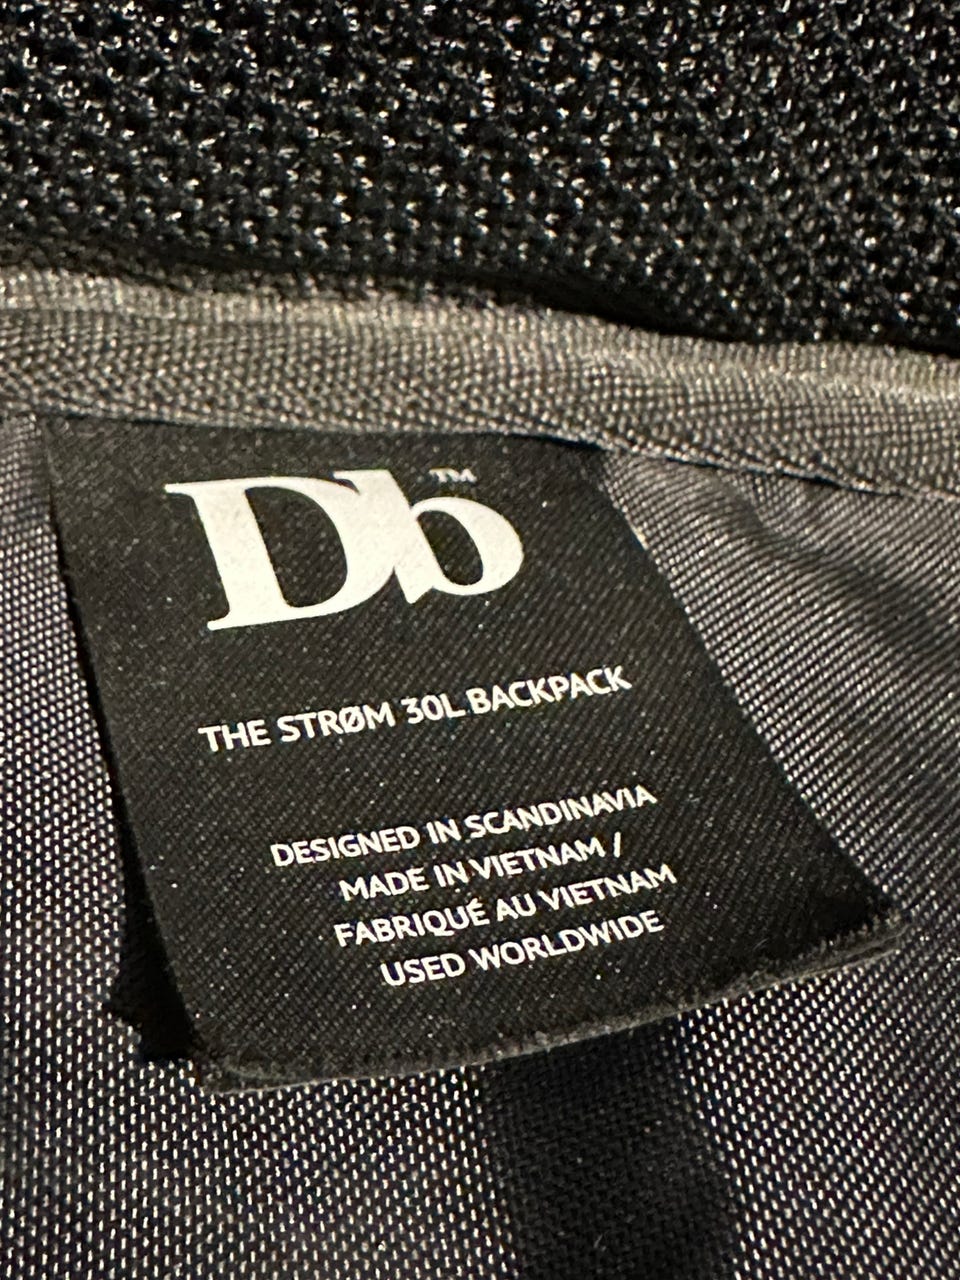 Db™
THE STRØM 30L BACKPACK
DESIGNED IN SCANDINAVIA
MADE IN VIETNAM /
FABRIQUÉ AU VIETNAM
USED WORLDWIDE